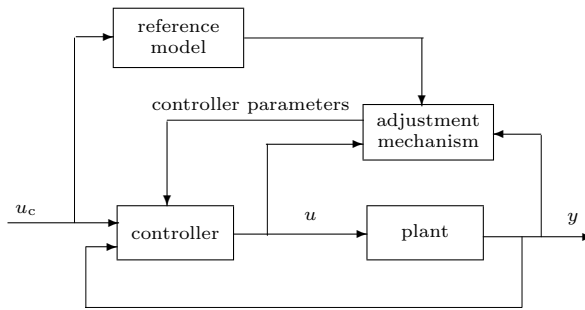 reference
model
controller parameters
adjustment
mechanism
u_c
controller
u
plant
y